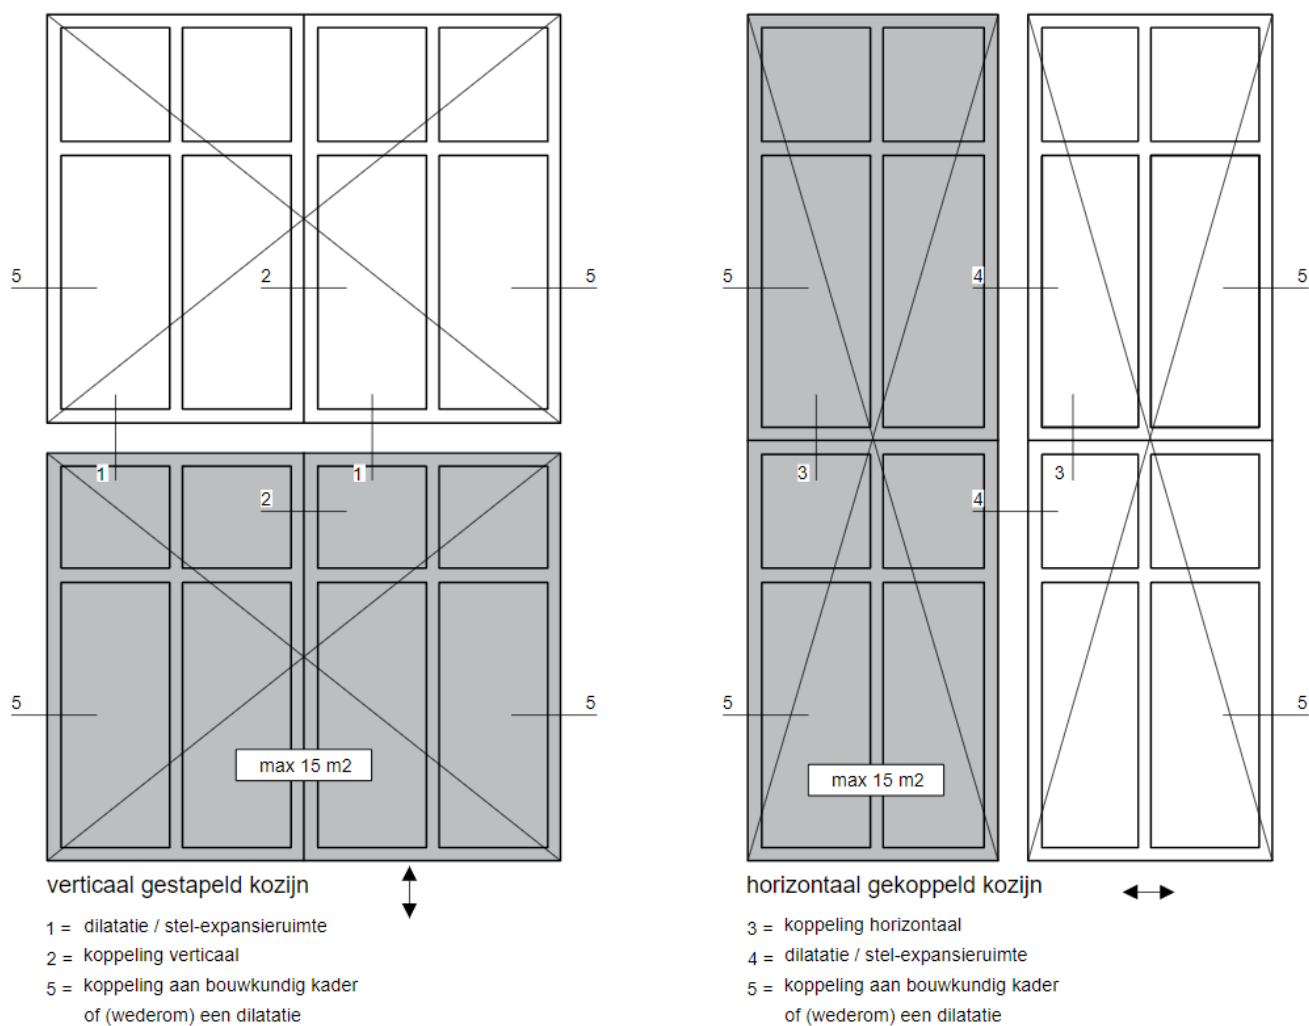 5
2
5
5
4
5
1
1
3
3
2
4
5
5
5
5
max 15 m2
max 15 m2
verticaal gestapeld kozijn
1 = dilatatie / stel-expansieruimte
2 = koppeling verticaal
5 = koppeling aan bouwkundig kader
of (wederom) een dilatatie
horizontaal gekoppeld kozijn
3 = koppeling horizontaal
4 = dilatatie / stel-expansieruimte
5 = koppeling aan bouwkundig kader
of (wederom) een dilatatie